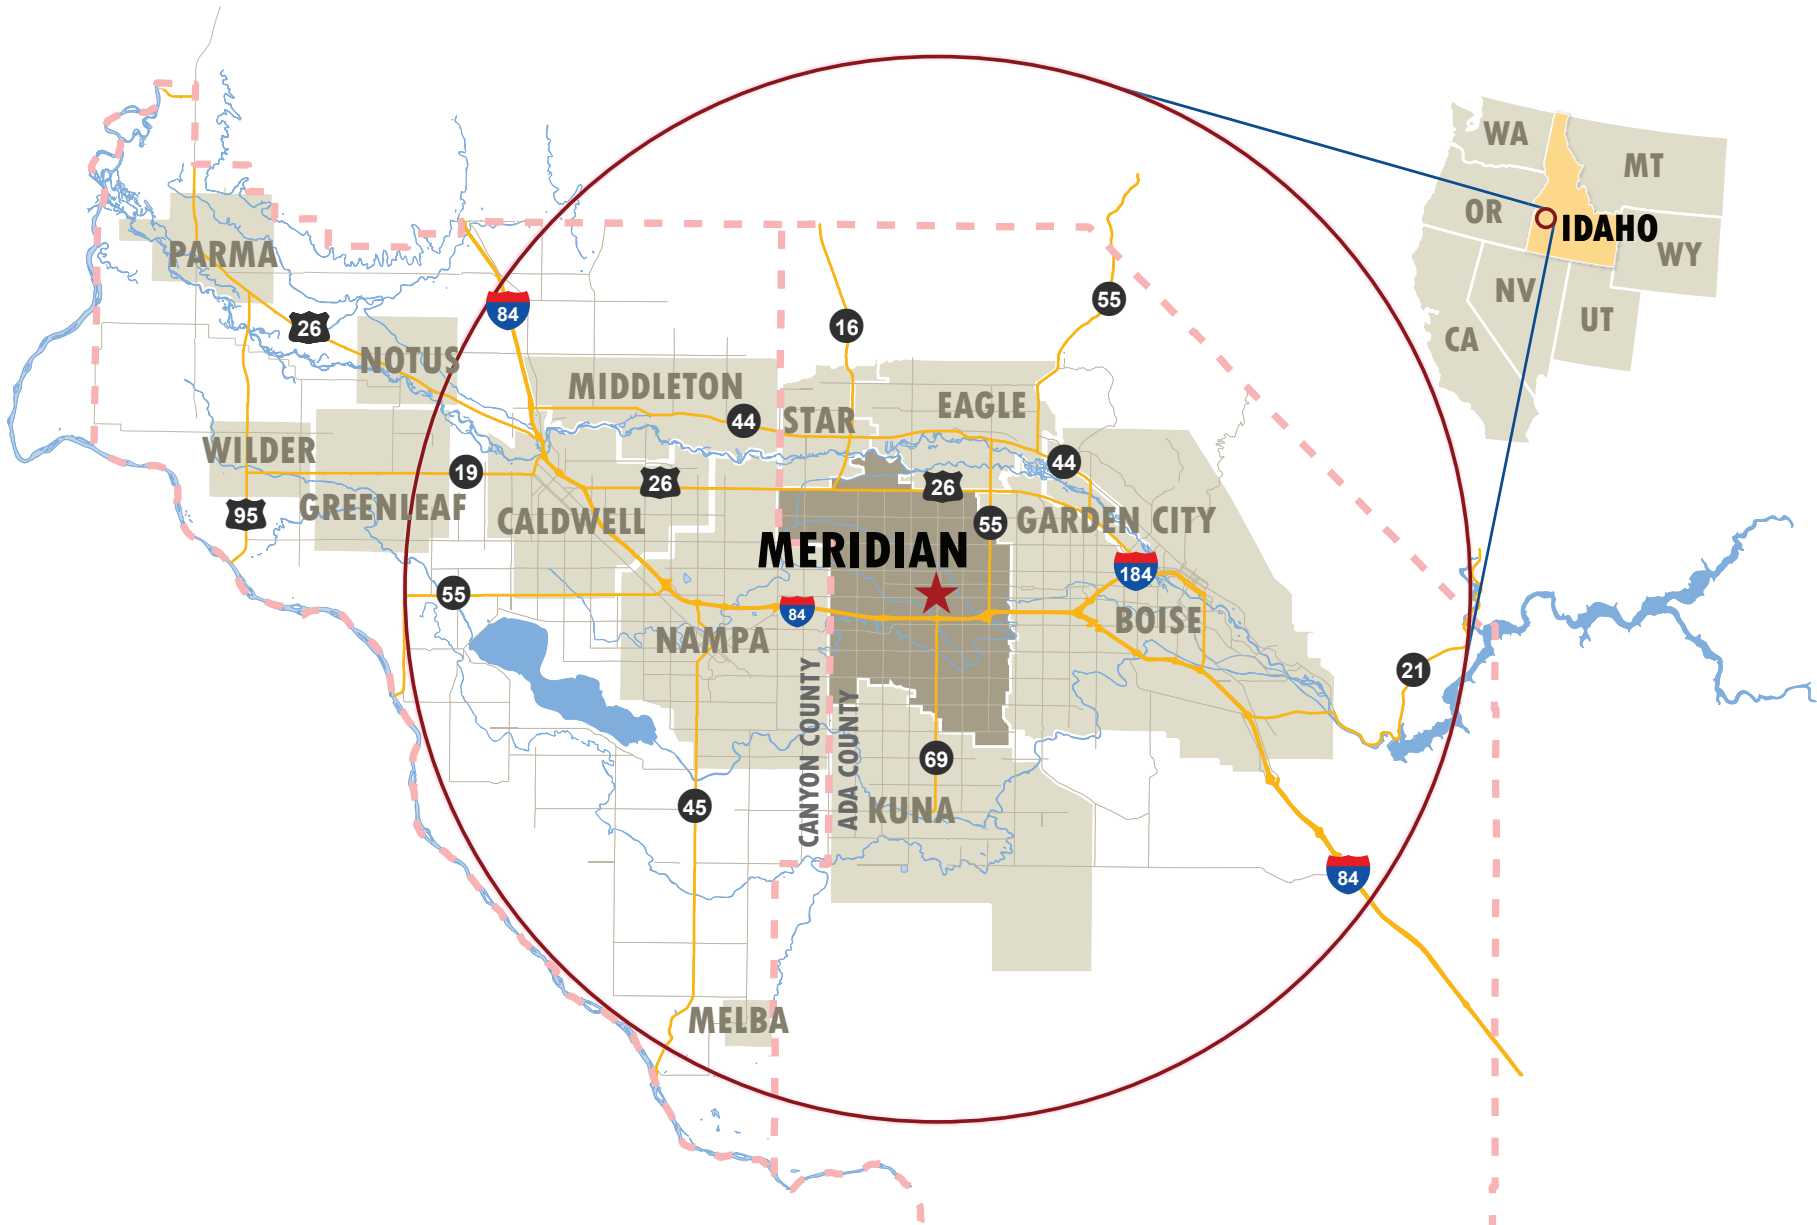 WA
MT
OR
IDAHO
WY
NV
UT
CA
PARMA
26
84
16
55
NOTUS
MIDDLETON
44
STAR
EAGLE
WILDER
19
GREENLEAF
95
CALDWELL
26
26
44
55
GARDEN CITY
MERIDIAN
184
55
84
NAMPA
BOISE
21
CANYON COUNTY
ADA COUNTY
69
45
KUNA
84
MELBA